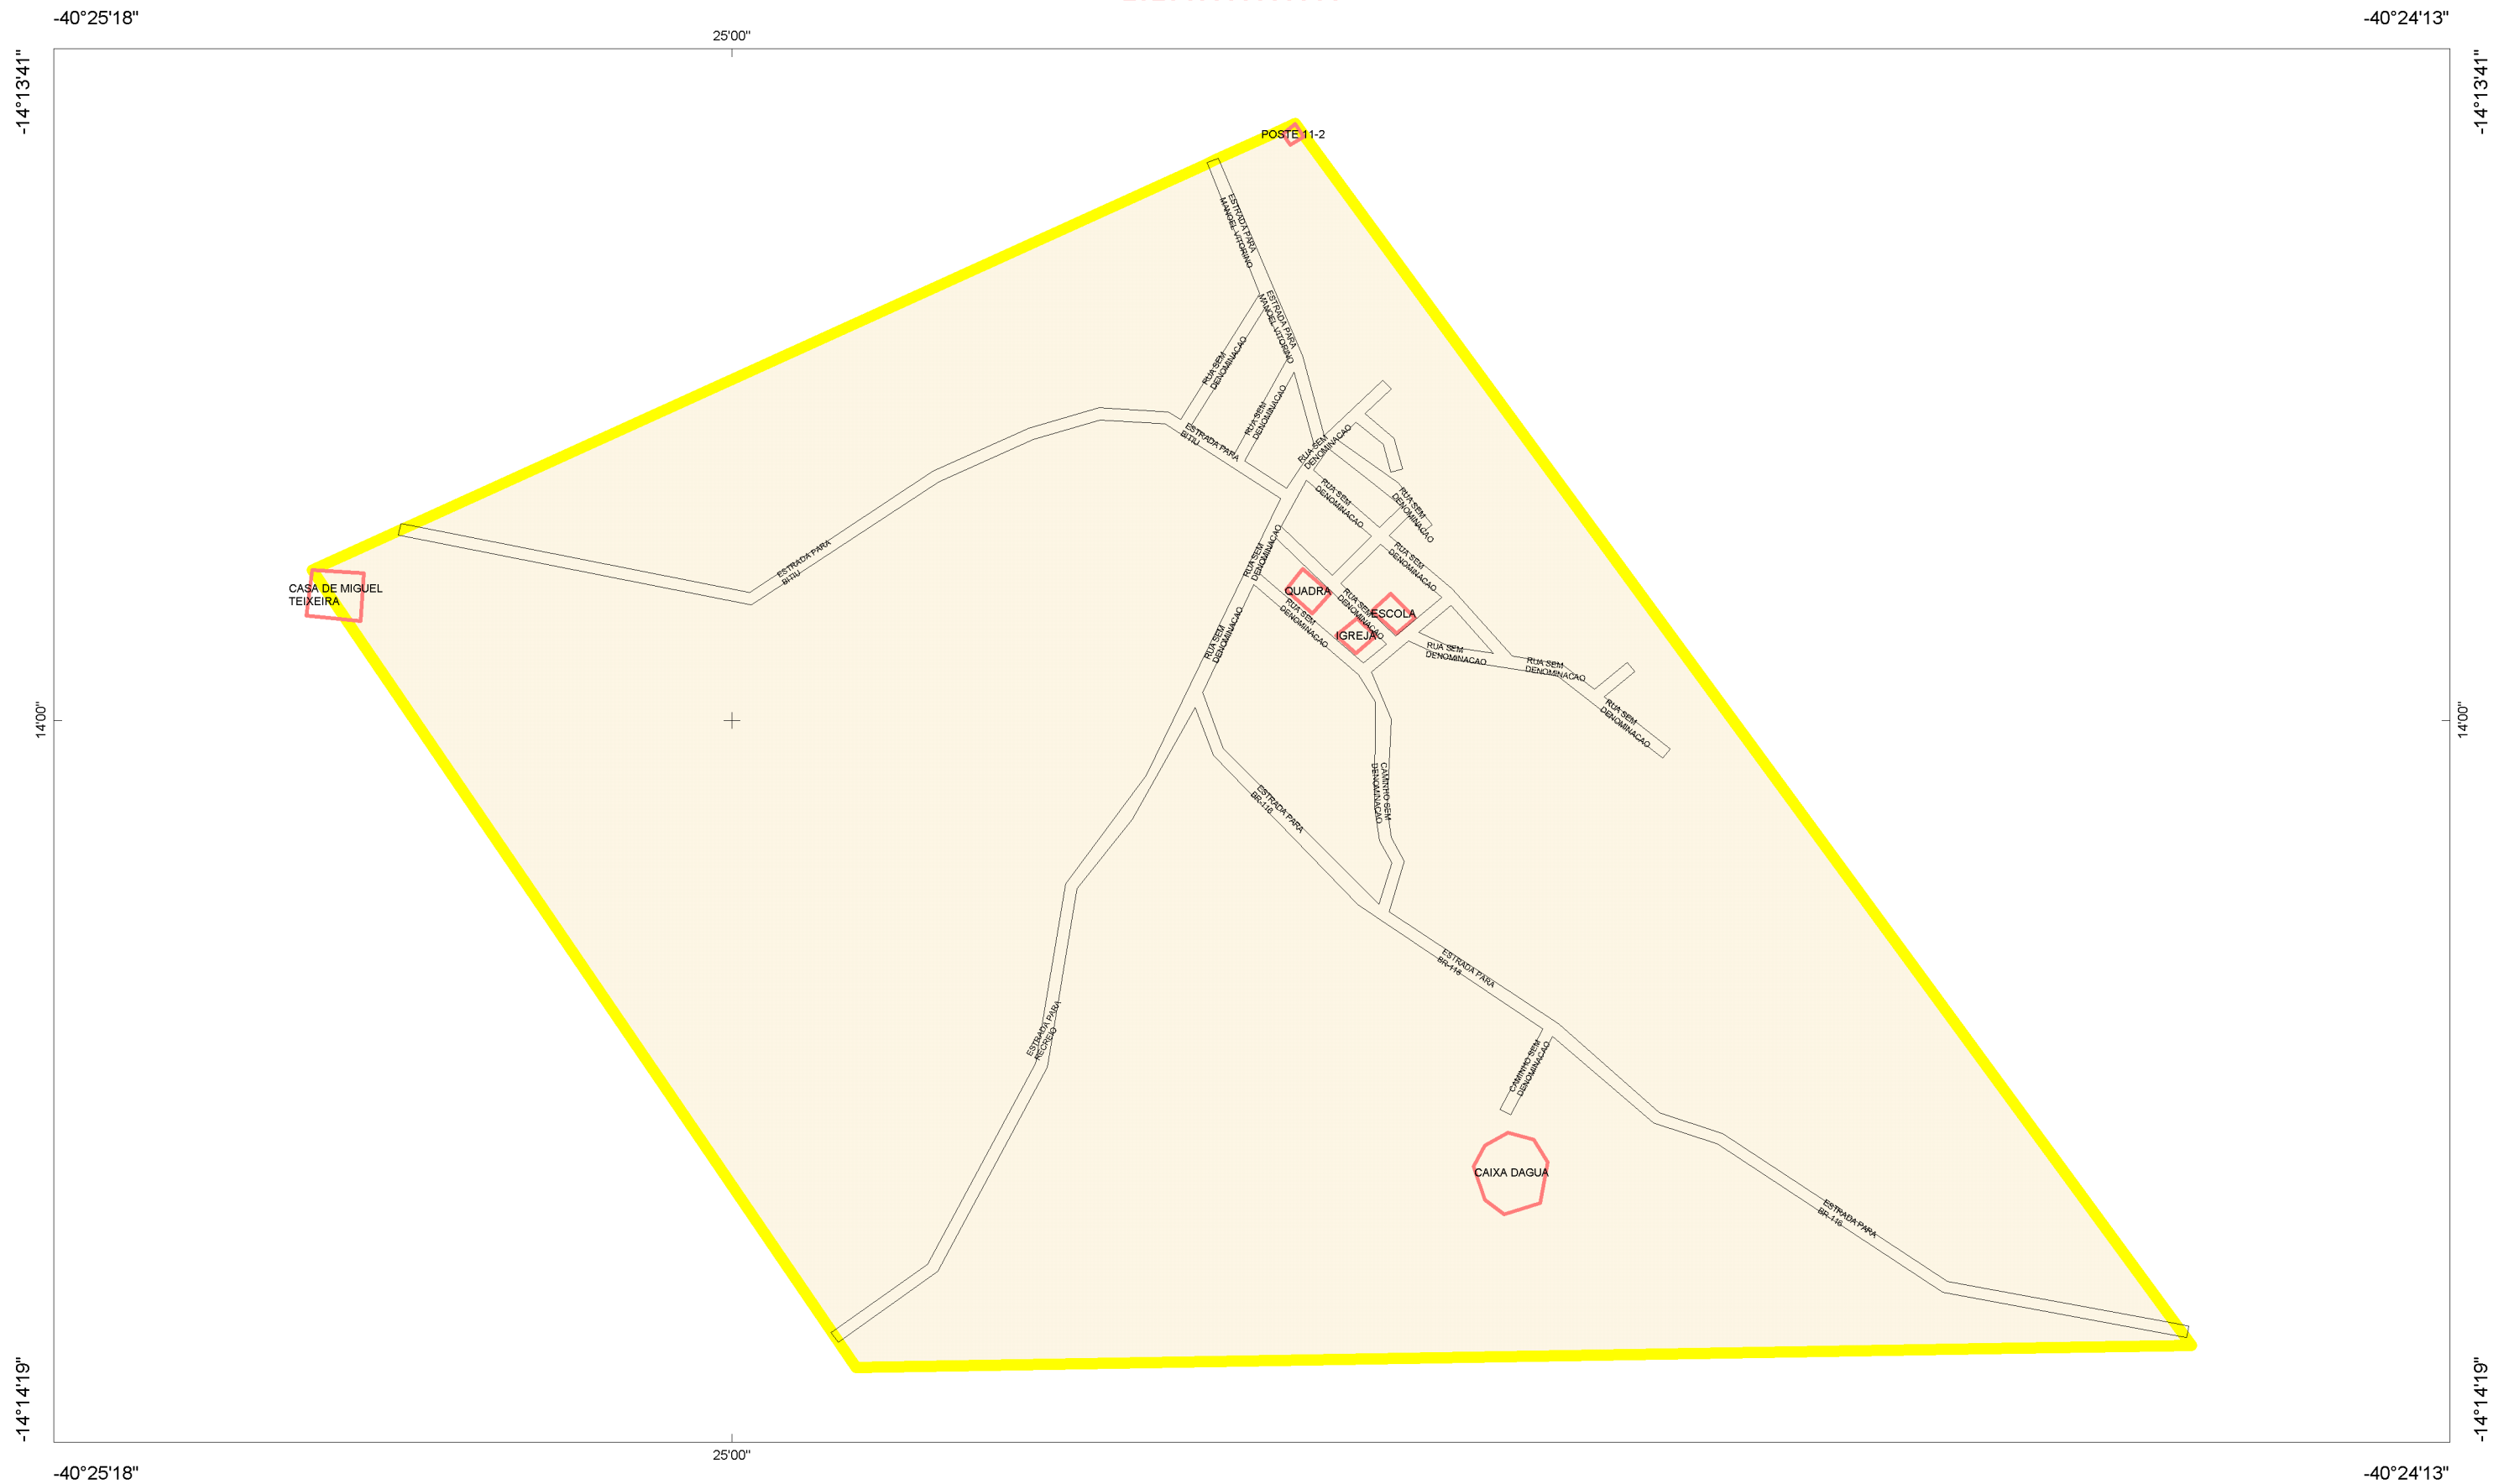 -40°25'18"
-40°24'13"
25'00"
-14°13'41"
-14°13'41"
POSTE 11-2
ESTRADA PARA
MANOEL VITORINO
ESTRADA PARA
MANOEL VITORINO
RUA SEM
DENOMINACAO
RUA SEM
DENOMINACAO
ESTRADA PARA
BITIU
RUA SEM
DENOMINACAO
RUA SEM
DENOMINACAO
RUA SEM
DENOMINACAO
ESTRADA PARA
BITIU
RUA SEM
DENOMINACAO
RUA SEM
DENOMINACAO
CASA DE MIGUEL
TEIXEIRA
QUADRA
RUA SEM
DENOMINACAO
ESCOLA
IGREJA
RUA SEM
DENOMINACAO
RUA SEM
DENOMINACAO
RUA SEM
DENOMINACAO
RUA SEM
DENOMINACAO
RUA SEM
DENOMINACAO
14'00"
14'00"
CAMINHO SEM
DENOMINACAO
ESTRADA PARA
BR-116
ESTRADA PARA
BR-116
ESTRADA PARA
RECREIO
CAMINHO SEM
DENOMINACAO
CAIXA DAGUA
ESTRADA PARA
BR-116
-14°14'19"
-14°14'19"
25'00"
-40°25'18"
-40°24'13"